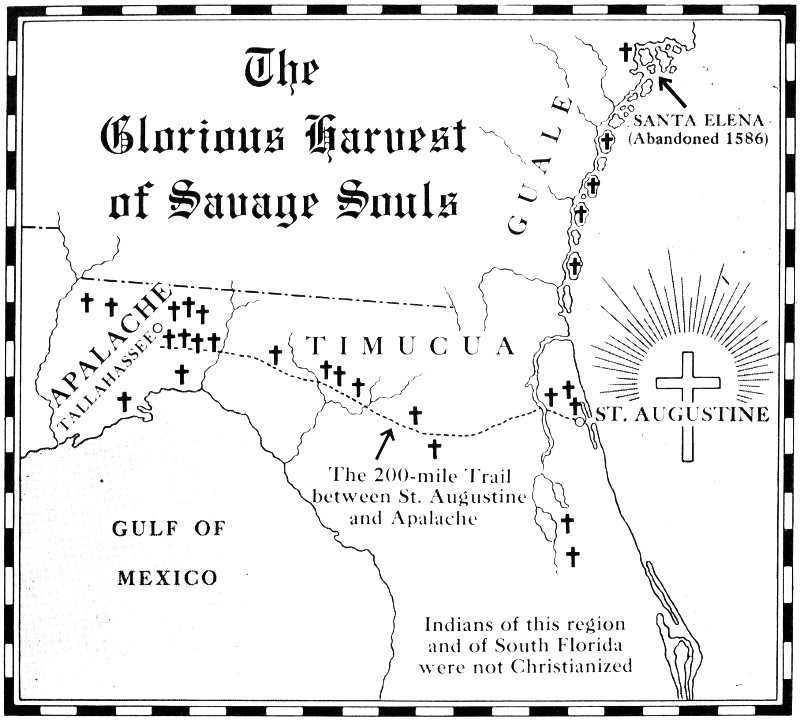 The
Glorious Harvest
of Savage Souls
GUALE
SANTA ELENA
(Abandoned 1586)
APALACHE
TALLAHASSEE
TIMUCUA
ST. AUGUSTINE
The 200-mile Trail
between St. Augustine
and Apalache
GULF OF
MEXICO
Indians of this region
and of South Florida
were not Christianized